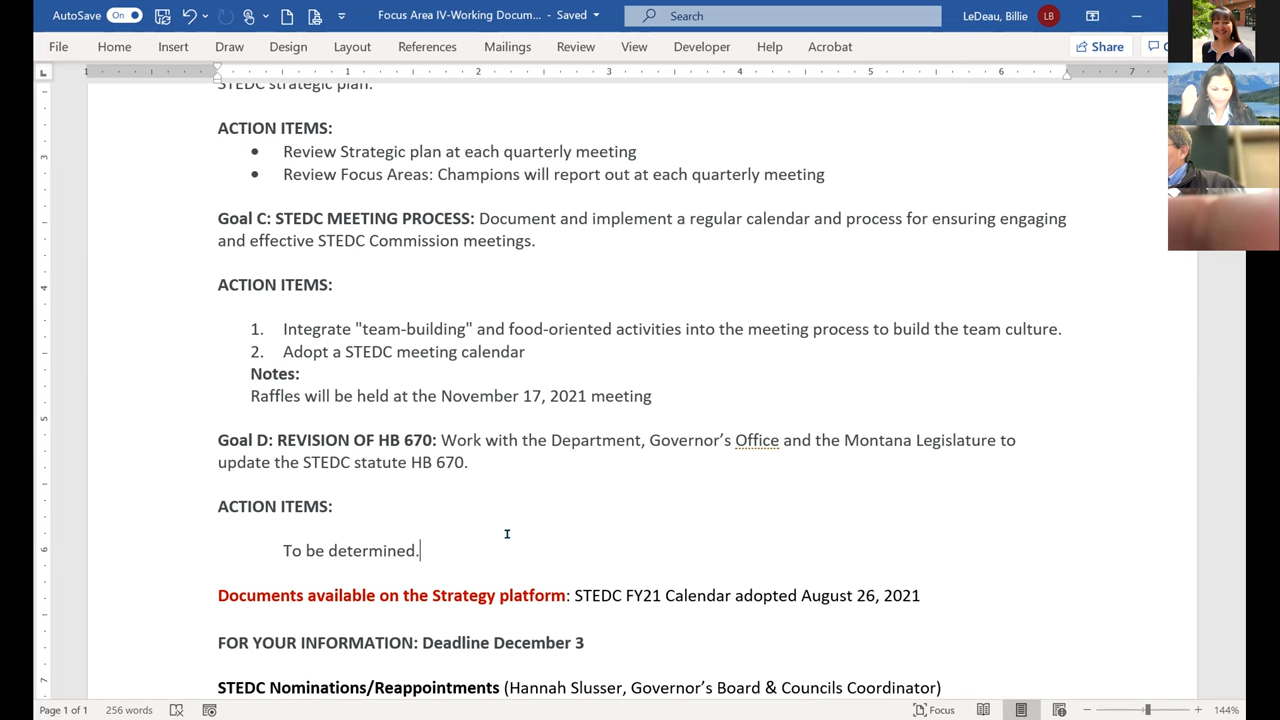 AutoSave On Focus Area IV-Working Docum... - Saved Search LeDeau, Billie LB
File Home Insert Draw Design Layout References Mailings Review View Developer Help Acrobat Share
1 1 2 3 4 5 6 7
STEDC strategic plan.
ACTION ITEMS:
• Review Strategic plan at each quarterly meeting
• Review Focus Areas: Champions will report out at each quarterly meeting
Goal C: STEDC MEETING PROCESS: Document and implement a regular calendar and process for ensuring engaging
and effective STEDC Commission meetings.
ACTION ITEMS:
1. Integrate "team-building" and food-oriented activities into the meeting process to build the team culture.
2. Adopt a STEDC meeting calendar
Notes:
Raffles will be held at the November 17, 2021 meeting
Goal D: REVISION OF HB 670: Work with the Department, Governor’s Office and the Montana Legislature to
update the STEDC statute HB 670.
ACTION ITEMS:
To be determined.
Documents available on the Strategy platform: STEDC FY21 Calendar adopted August 26, 2021
FOR YOUR INFORMATION: Deadline December 3
STEDC Nominations/Reappointments (Hannah Slusser, Governor’s Board & Councils Coordinator)
Page 1 of 1 256 words Focus 144%